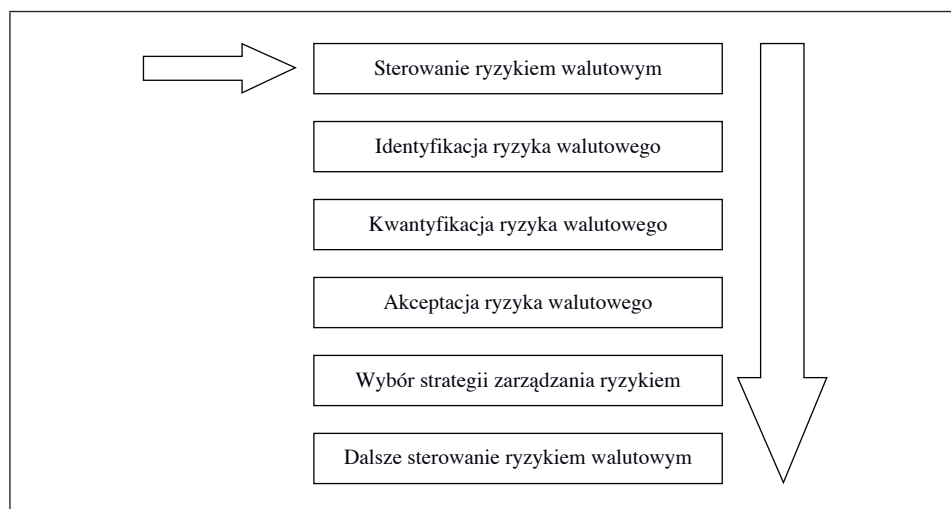 Sterowanie ryzykiem walutowym
Identyfikacja ryzyka walutowego
Kwantyfikacja ryzyka walutowego
Akceptacja ryzyka walutowego
Wybór strategii zarządzania ryzykiem
Dalsze sterowanie ryzykiem walutowym